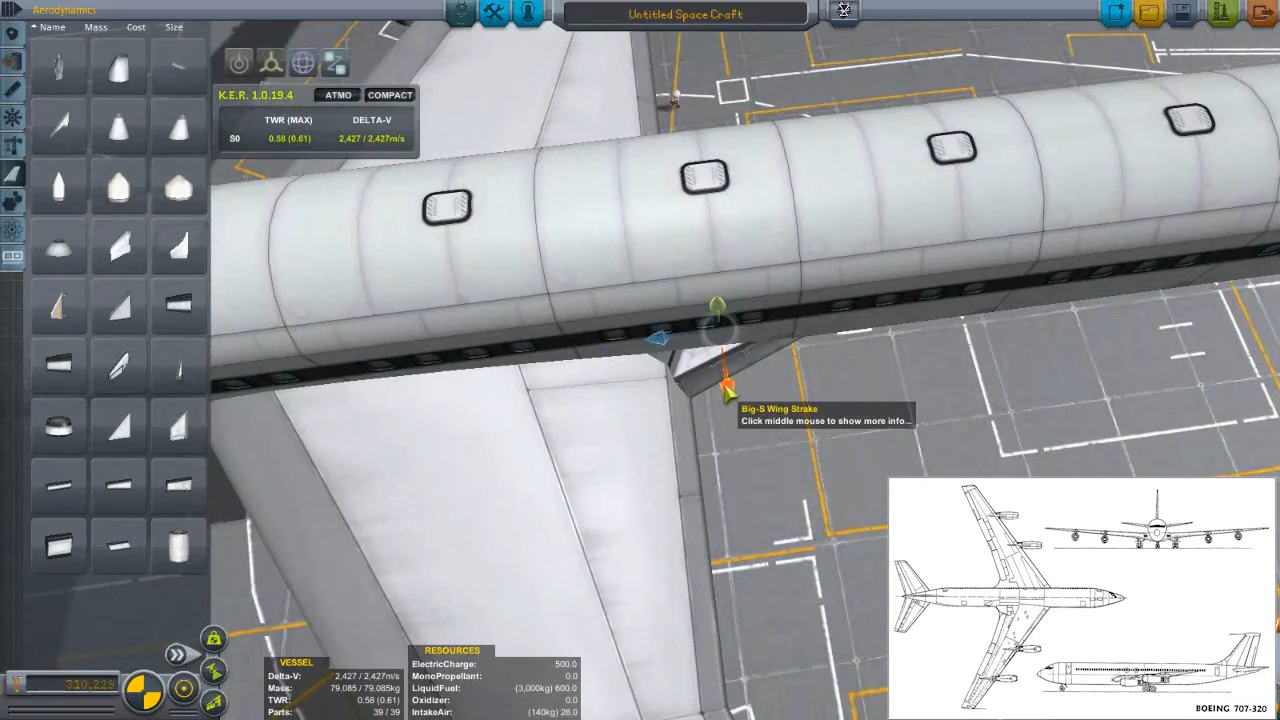 Aerodynamics
Untitled Space Craft
Name Mass Cost Size
K.E.R. 1.0.19.4 ATMO COMPACT
TWR (MAX) DELTA-V
S0 0.58 (0.61) 2,427 / 2,427m/s
Big-S Wing Strake
Click middle mouse to show more info...
VESSEL
Delta-V: 2,427 / 2,427m/s
Mass: 79,085 / 79,085kg
TWR: 0.58 (0.61)
Parts: 39 / 39
RESOURCES
ElectricCharge: 500.0
MonoPropellant: 0.0
LiquidFuel: (3,000kg) 600.0
Oxidizer: 0.0
IntakeAir: (140kg) 28.0
BOEING 707-320